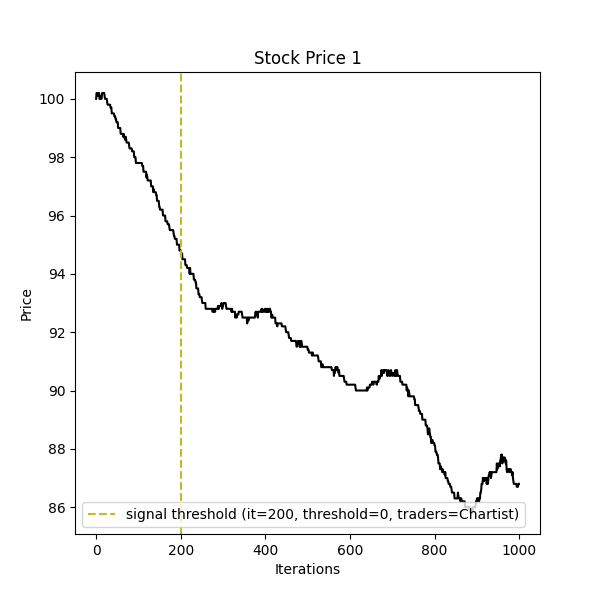 Stock Price 1
Price
100
98
96
94
92
90
88
86
signal threshold (it=200, threshold=0, traders=Chartist)
0 200 400 600 800 1000
Iterations